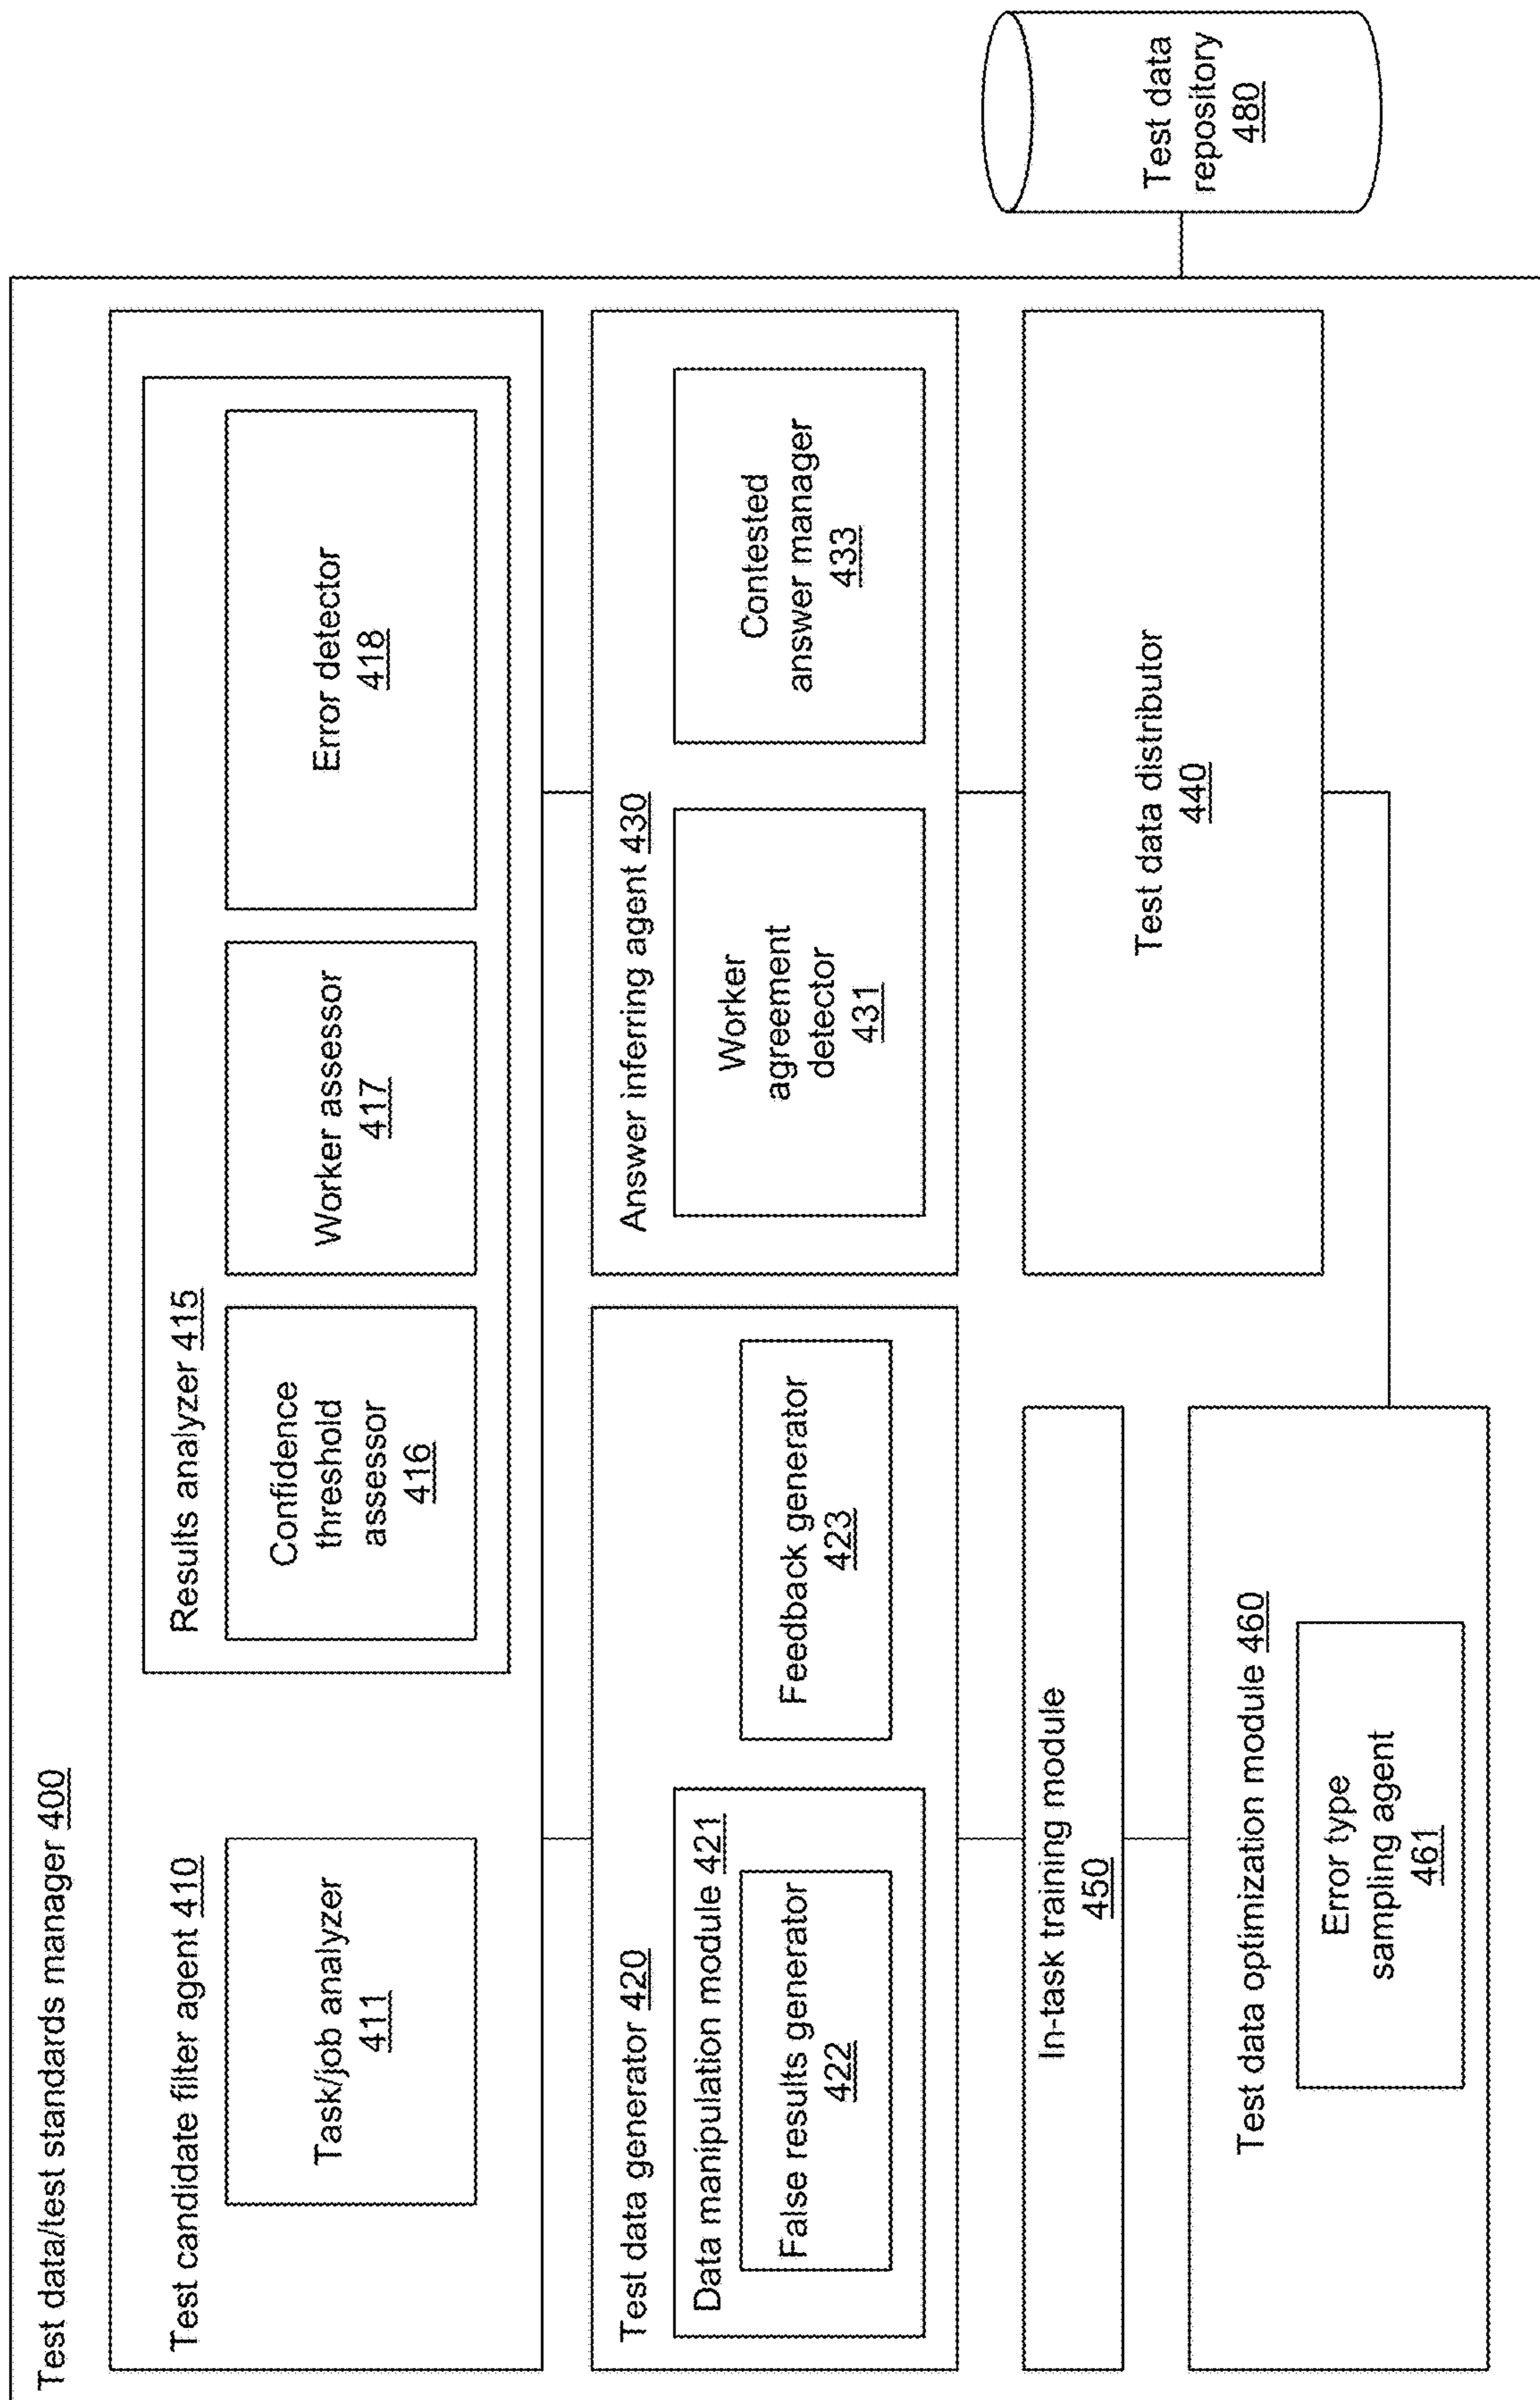 Test data/test standards manager 400
Test candidate filter agent 410
Task/job analyzer
411
Results analyzer 415
Confidence
threshold
assessor
416
Worker assessor
417
Error detector
418
Test data generator 420
Data manipulation module 421
False results generator
422
Feedback generator
423
Answer inferring agent 430
Worker
agreement
detector
431
Contested
answer manager
433
In-task training module
450
Test data distributor
440
Test data optimization module 460
Error type
sampling agent
461
Test data
repository
480